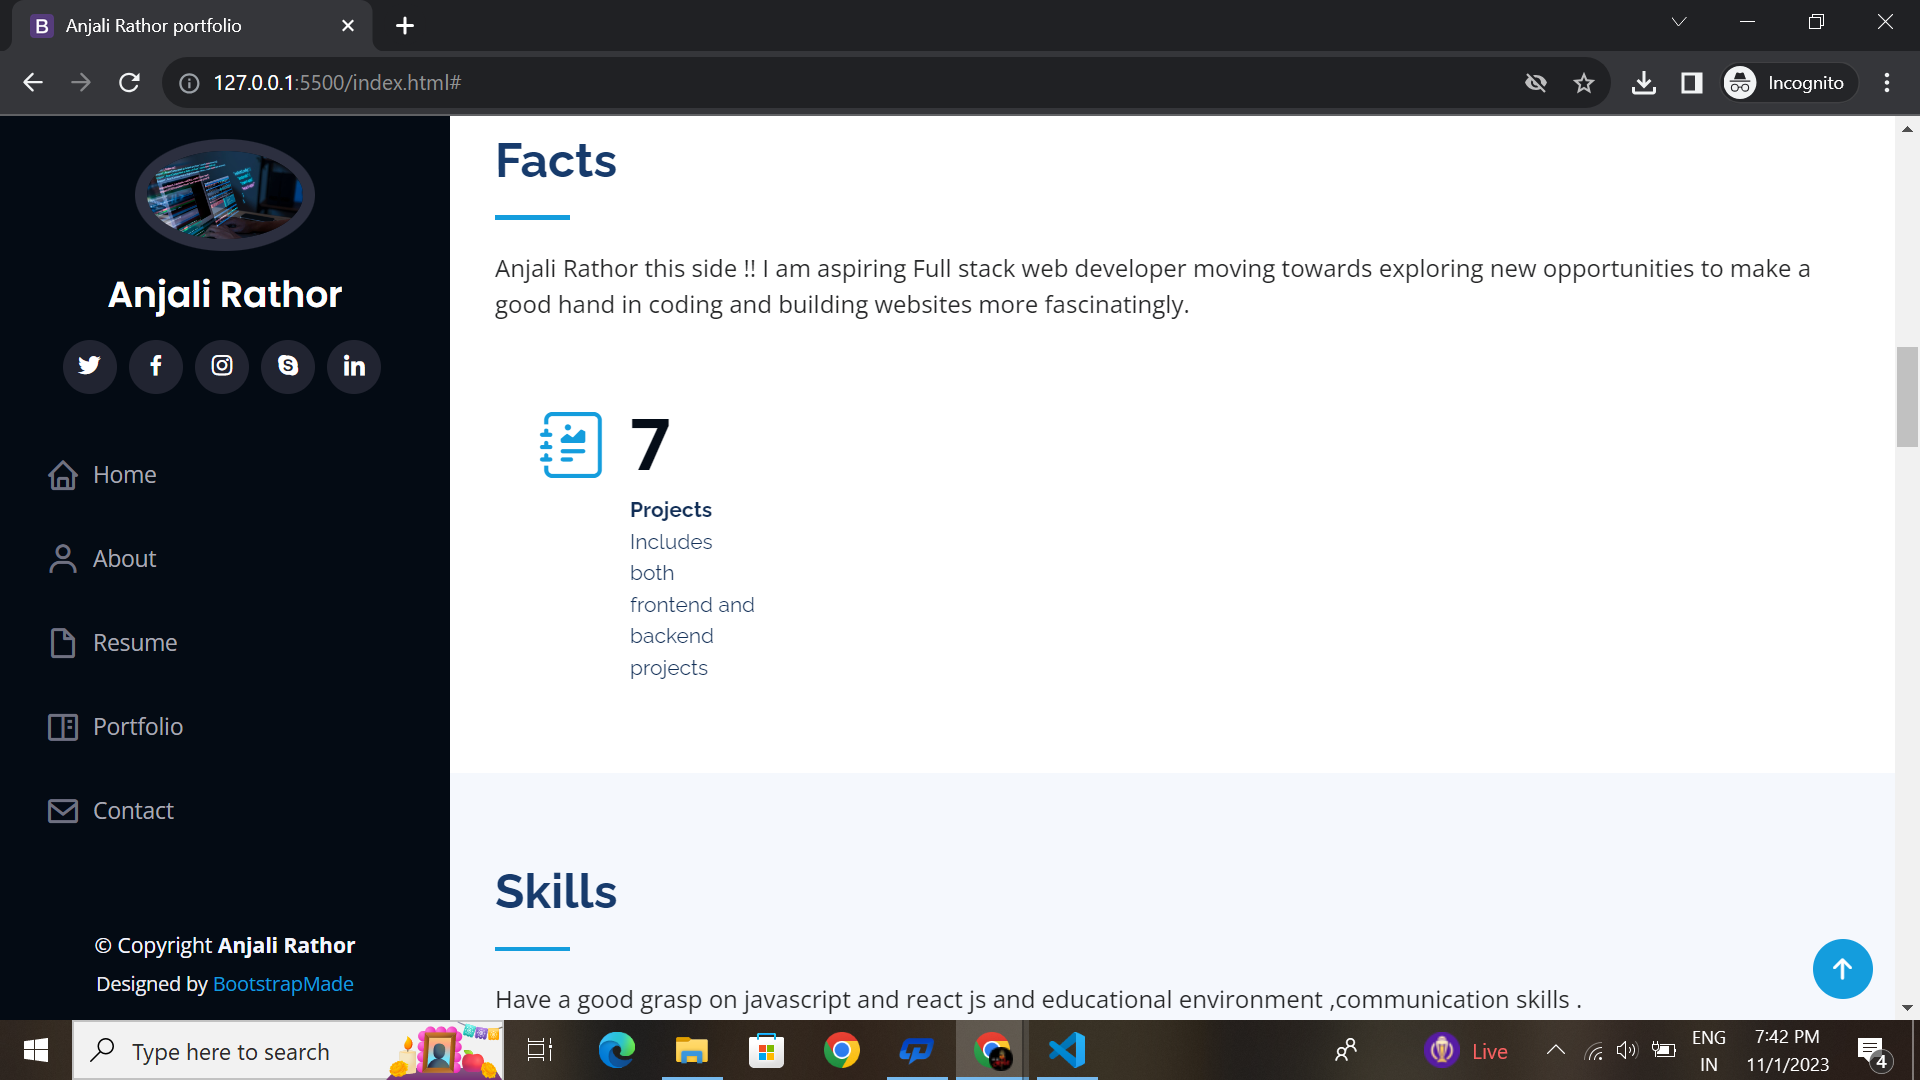 Anjali Rathor portfolio
127.0.0.1:5500/index.html#
Incognito
Anjali Rathor
Home
About
Resume
Portfolio
Contact
© Copyright Anjali Rathor
Designed by BootstrapMade
Facts
Anjali Rathor this side !! I am aspiring Full stack web developer moving towards exploring new opportunities to make a
good hand in coding and building websites more fascinatingly.
7
Projects
Includes
both
frontend and
backend
projects
Skills
Have a good grasp on javascript and react js and educational environment ,communication skills .
Type here to search
Live
ENG
IN
7:42 PM
11/1/2023
4